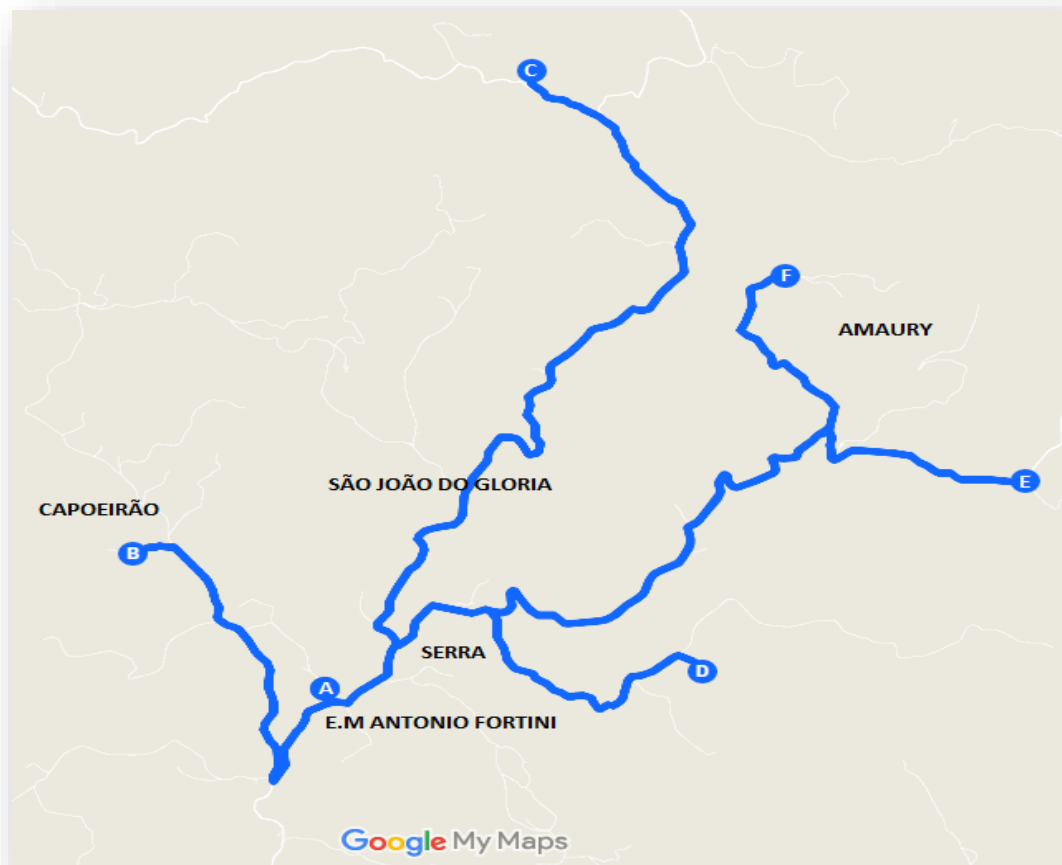 C
F
AMAURY
E
SÃO JOÃO DO GLORIA
CAPOEIRÃO
B
SERRA
D
A
E.M ANTONIO FORTINI
Google My Maps